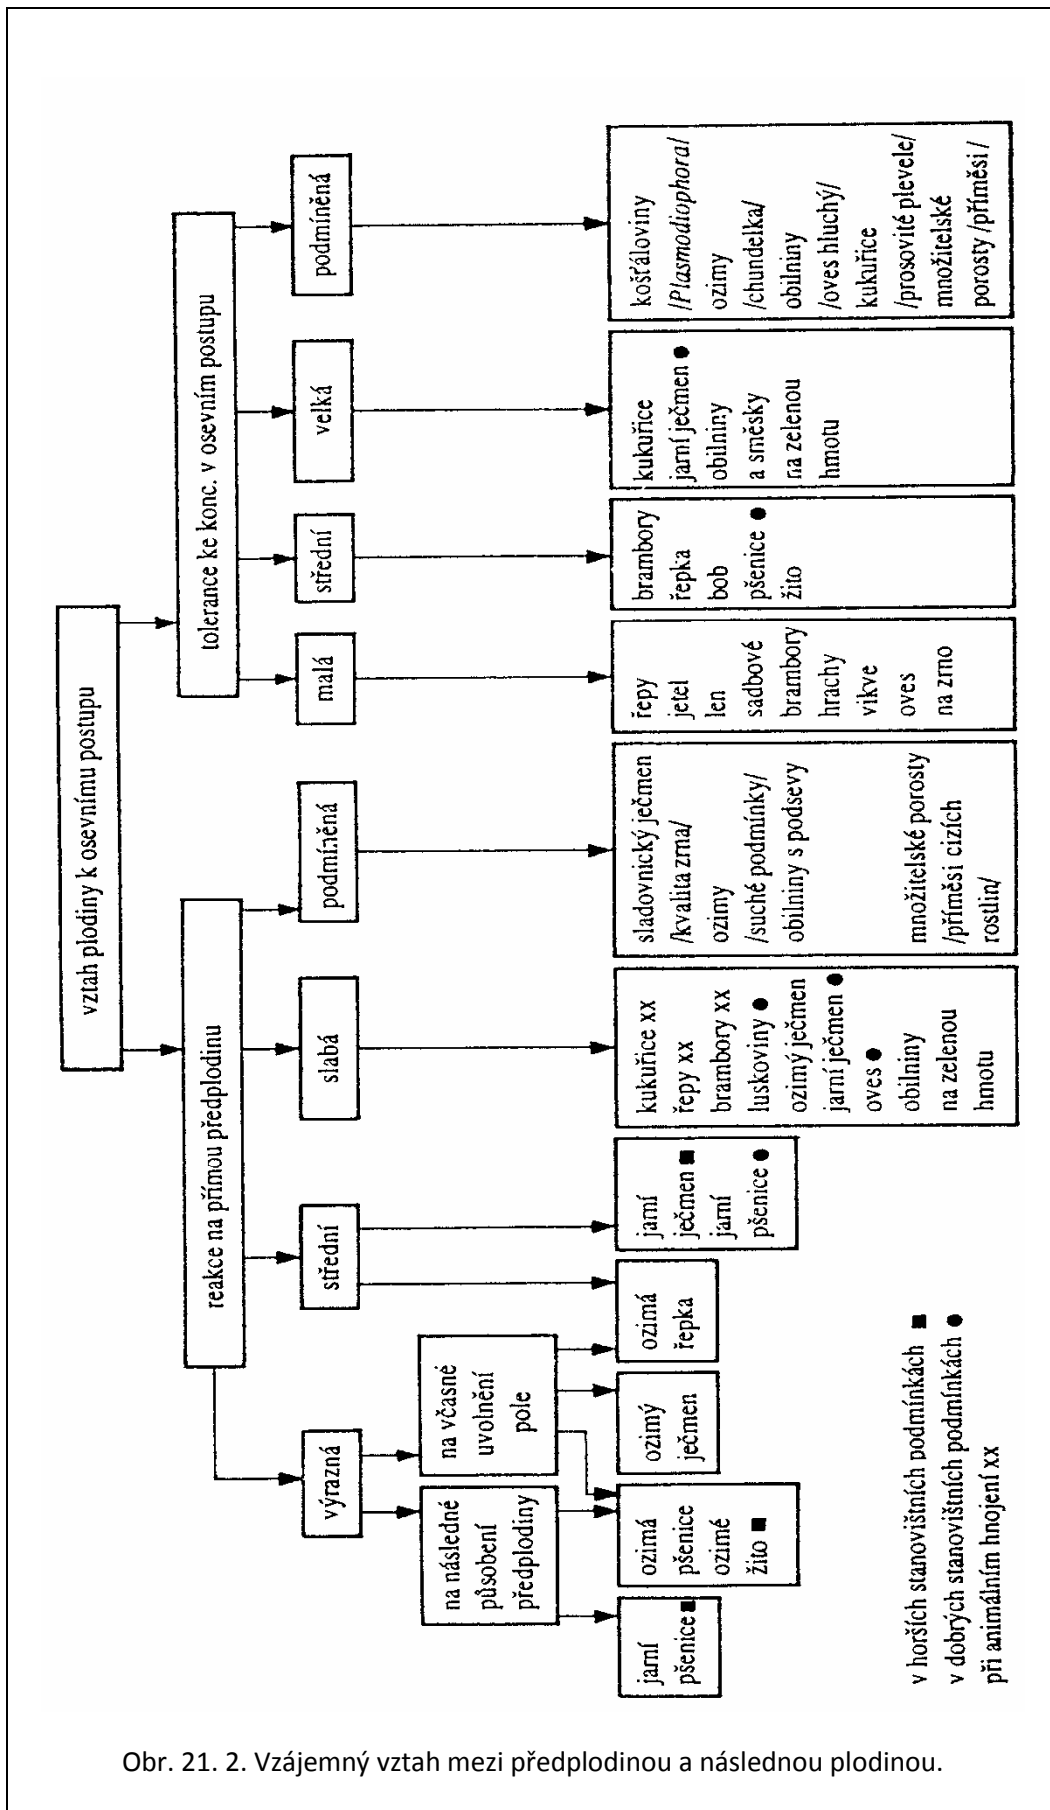 vztah plodiny k osevnímu postupu
reakce na přímou předplodinu
tolerance ke konc. v osevním postupu
výrazná
střední
slabá
podmíněná
malá
střední
velká
podmíněná
na následné
působení
předplodiny
na včasné
uvolnění
pole
jarní
pšenice ■
ozimá
pšenice
ozimé
žito ■
ozimý
ječmen
ozimá
řepka
jarní
ječmen ■
jarní
pšenice ●
kukuřice xx
řepy xx
brambory xx
luskoviny ●
ozimý ječmen
jarní ječmen ●
oves ●
obilniny
na zelenou
hmotu
sladovnický ječmen
/kvalita zrna/
ozimy
/suché podmínky/
obilniny s podsevy
množitelské porosty
/příměsi cizích
rostlin/
řepy
jetel
len
sadbové
brambory
hrachy
vikve
oves
na zrno
brambory
řepka
bob
pšenice ●
žito
kukuřice
jarní ječmen ●
obilniny
a směsky
na zelenou
hmotu
košťáloviny
/Plasmodiophora/
ozimy
/chundelka/
obilniny
/oves hluchý/
kukuřice
/prosovité plevele/
množitelské
porosty /příměsi/
v horších stanovištních podmínkách ■
v dobrých stanovištních podmínkách ●
při animálním hnojení xx
Obr. 21. 2. Vzájemný vztah mezi předplodinou a následnou plodinou.